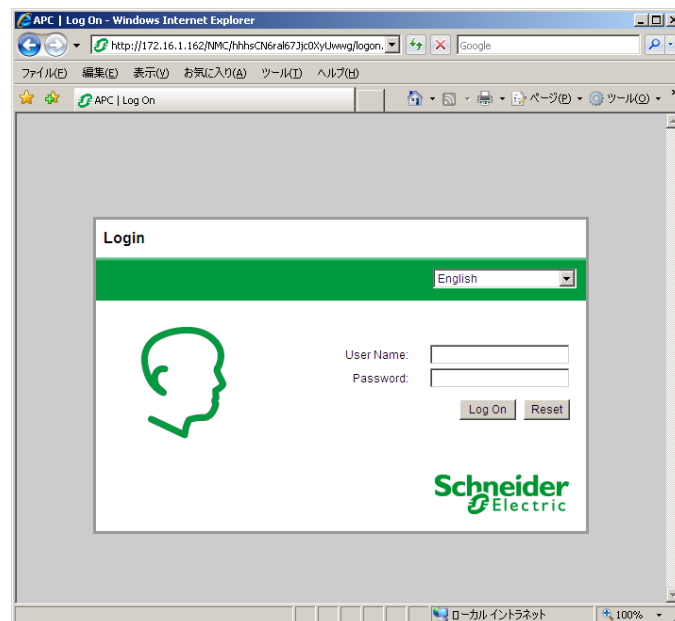 APC | Log On - Windows Internet Explorer
http://172.16.1.162/NMC/hhhsCN6ral67Jjc0XyUwwg/logon.
Google
ファイル(F) 編集(E) 表示(V) お気に入り(A) ツール(T) ヘルプ(H)
APC | Log On
ページ(P) ツール(O)
Login
English
User Name:
Password:
Log On Reset
Schneider
Electric
ローカル イントラネット 100%